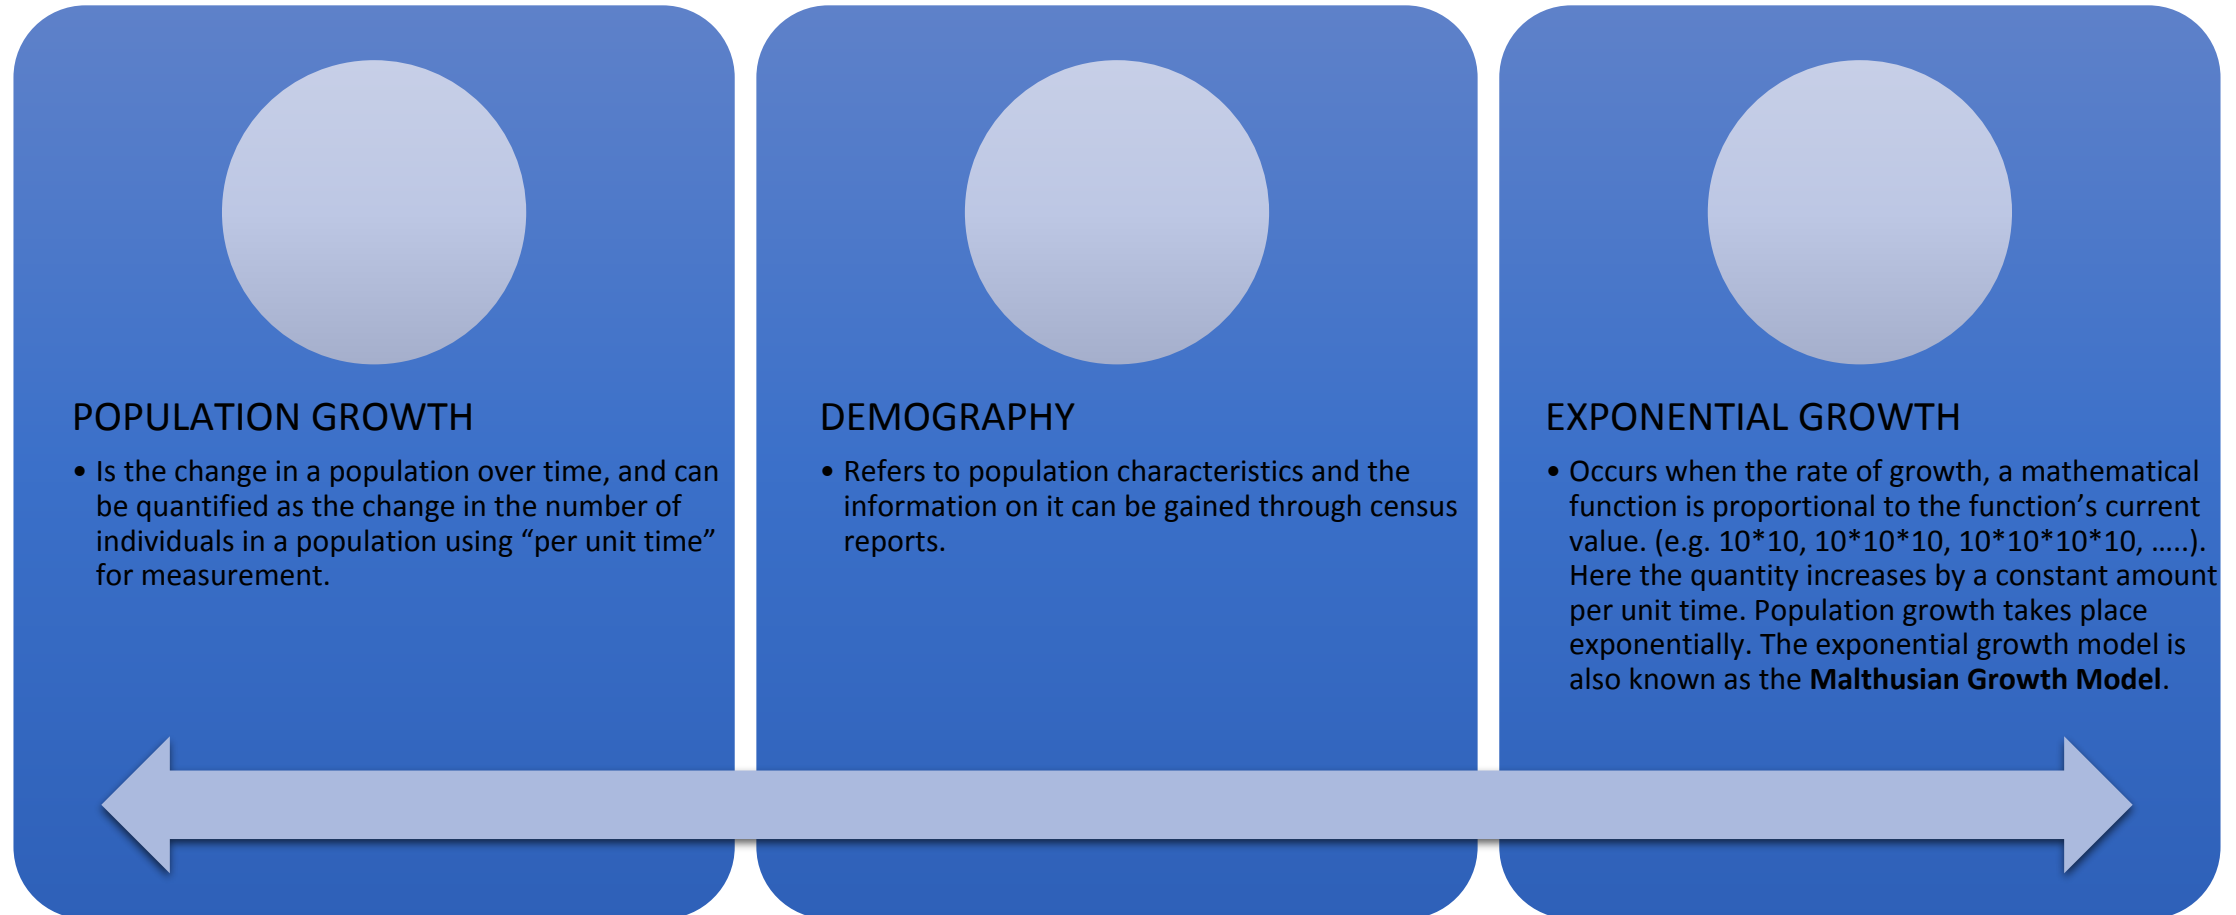 POPULATION GROWTH
• Is the change in a population over time, and can
be quantified as the change in the number of
individuals in a population using “per unit time”
for measurement.
DEMOGRAPHY
• Refers to population characteristics and the
information on it can be gained through census
reports.
EXPONENTIAL GROWTH
• Occurs when the rate of growth, a mathematical
function is proportional to the function’s current
value. (e.g. 10*10, 10*10*10, 10*10*10*10, …..).
Here the quantity increases by a constant amount
per unit time. Population growth takes place
exponentially. The exponential growth model is
also known as the Malthusian Growth Model.